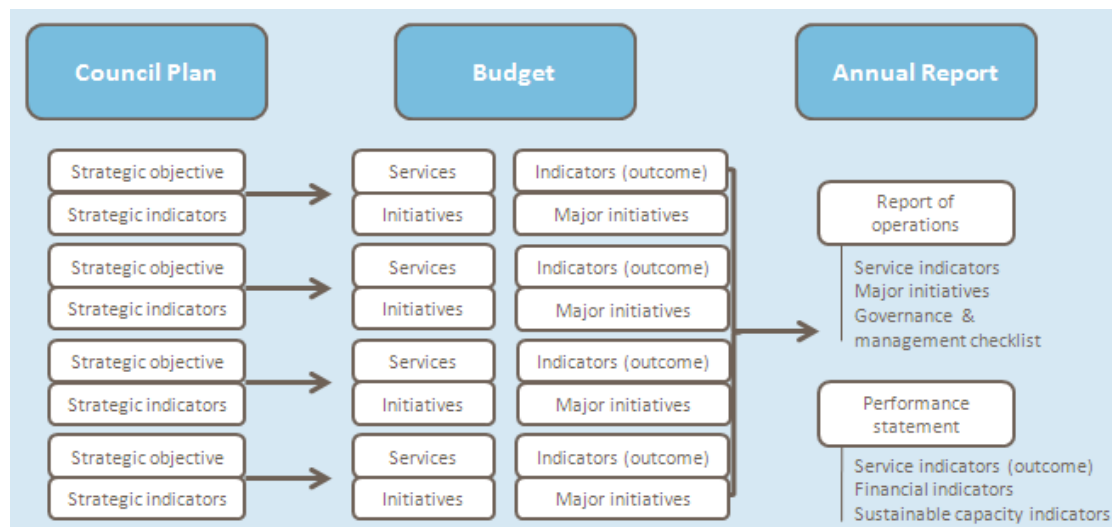 Council Plan
Budget
Annual Report
Strategic objective
Strategic indicators
Services
Initiatives
Indicators (outcome)
Major initiatives
Strategic objective
Strategic indicators
Services
Initiatives
Indicators (outcome)
Major initiatives
Strategic objective
Strategic indicators
Services
Initiatives
Indicators (outcome)
Major initiatives
Strategic objective
Strategic indicators
Services
Initiatives
Indicators (outcome)
Major initiatives
Report of
operations
Service indicators
Major initiatives
Governance &
management checklist
Performance
statement
Service indicators (outcome)
Financial indicators
Sustainable capacity indicators